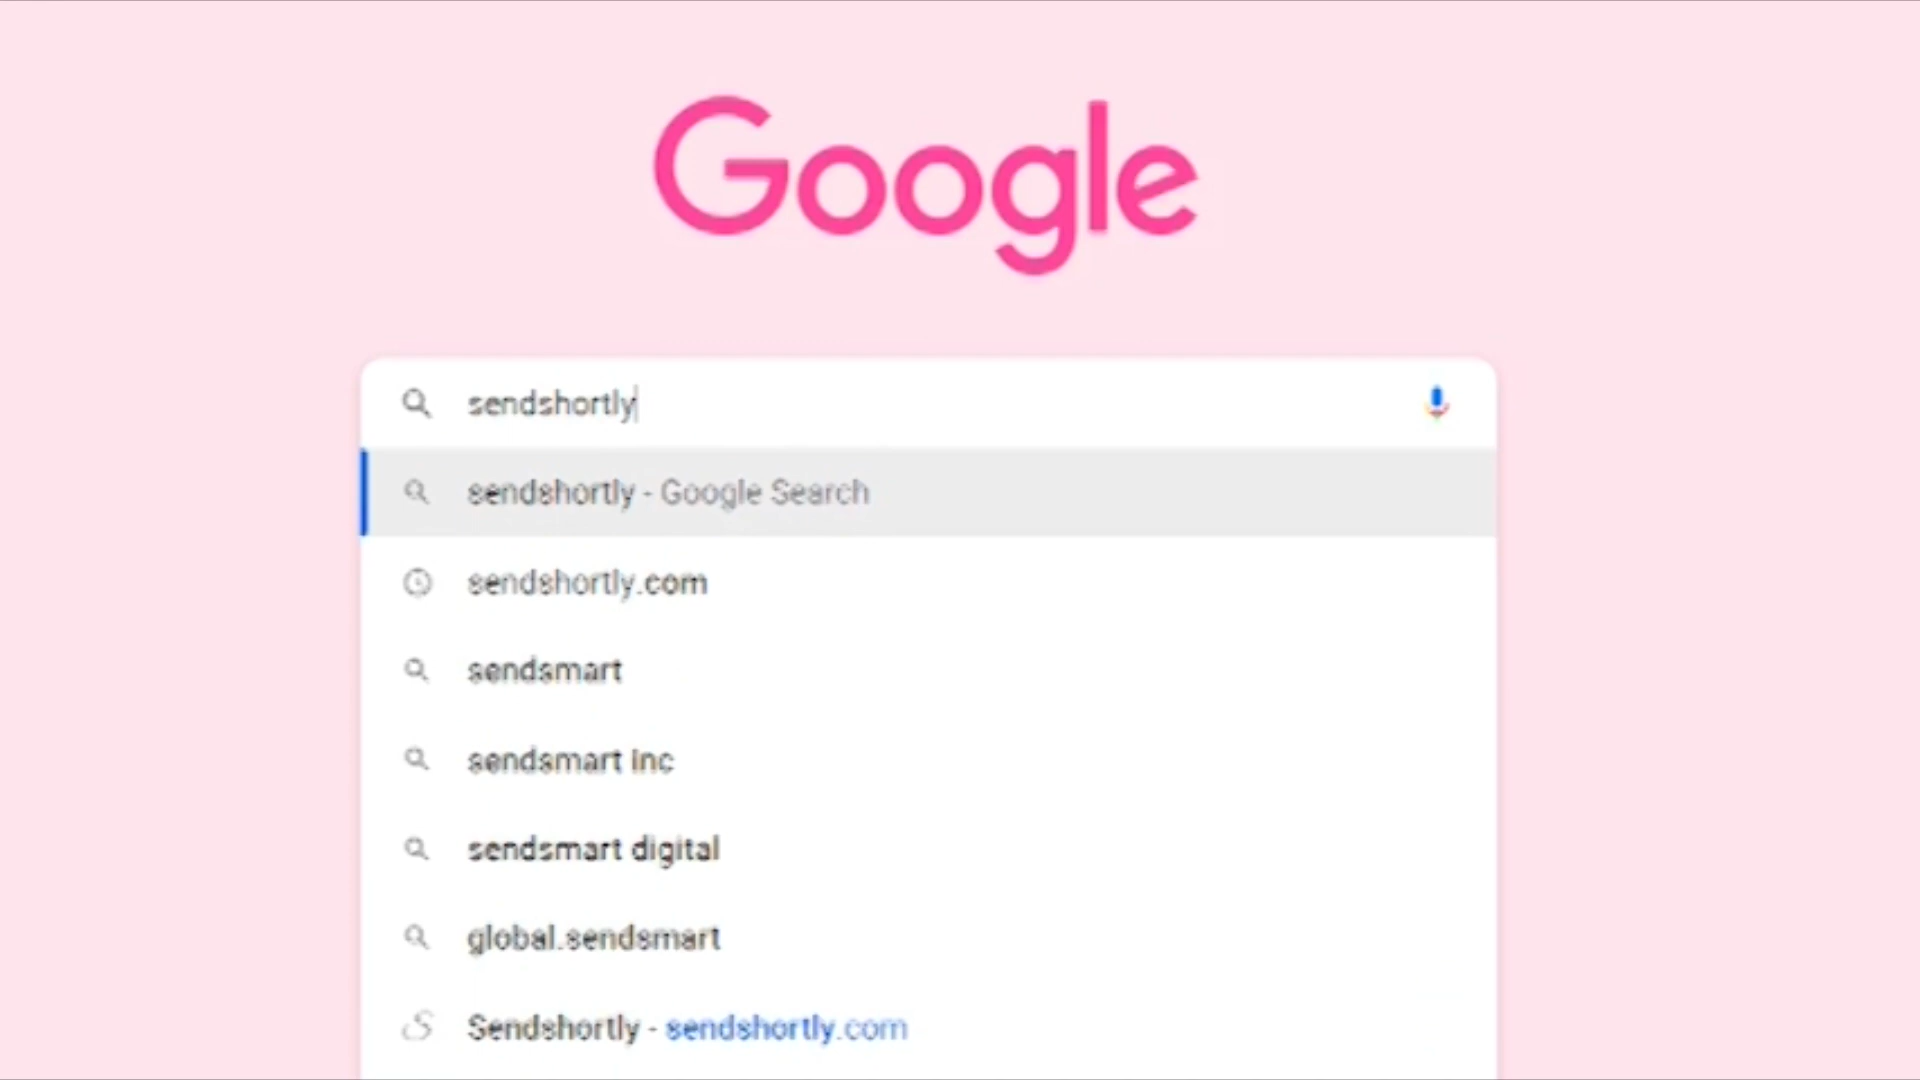 Google
sendshortly
sendshortly - Google Search
sendshortly.com
sendsmart
sendsmart inc
sendsmart digital
global.sendsmart
Sendshortly - sendshortly.com